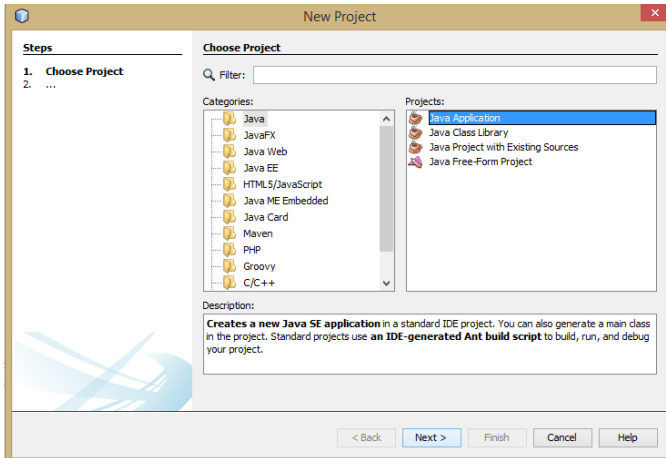 New Project
Steps
1. Choose Project
2. ...
Choose Project
Filter:
Categories:
Java
JavaFX
Java Web
Java EE
HTML5/JavaScript
Java ME Embedded
Java Card
Maven
PHP
Groovy
C/C++
Projects:
Java Application
Java Class Library
Java Project with Existing Sources
Java Free-Form Project
Description:
Creates a new Java SE application in a standard IDE project. You can also generate a main class
in the project. Standard projects use an IDE-generated Ant build script to build, run, and debug
your project.
< Back
Next >
Finish
Cancel
Help